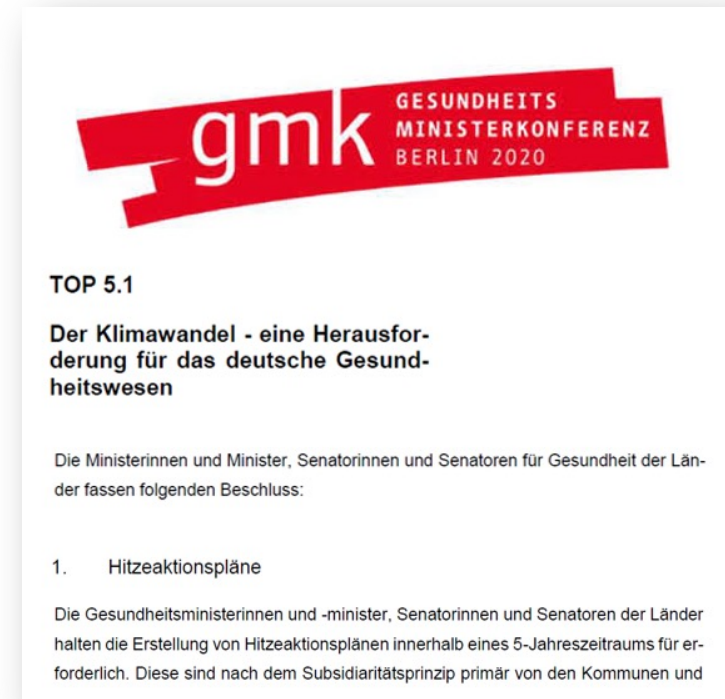 gmk
GESUNDHEITS
MINISTERKONFERENZ
BERLIN 2020
TOP 5.1
Der Klimawandel - eine Herausfor-
derung für das deutsche Gesund-
heitswesen
Die Ministerinnen und Minister, Senatorinnen und Senatoren für Gesundheit der Län-
der fassen folgenden Beschluss:
1. Hitzeaktionspläne
Die Gesundheitsministerinnen und -minister, Senatorinnen und Senatoren der Länder
halten die Erstellung von Hitzeaktionsplänen innerhalb eines 5-Jahreszeitraums für er-
forderlich. Diese sind nach dem Subsidiaritätsprinzip primär von den Kommunen und